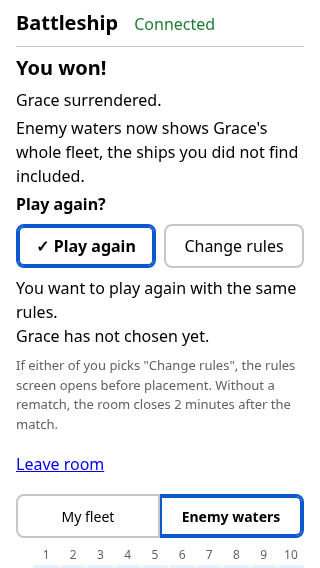 Battleship Connected
You won!
Grace surrendered.
Enemy waters now shows Grace's
whole fleet, the ships you did not find
included.
Play again?
✓ Play again Change rules
You want to play again with the same
rules.
Grace has not chosen yet.
If either of you picks "Change rules", the rules
screen opens before placement. Without a
rematch, the room closes 2 minutes after the
match.
Leave room
My fleet Enemy waters
1 2 3 4 5 6 7 8 9 10